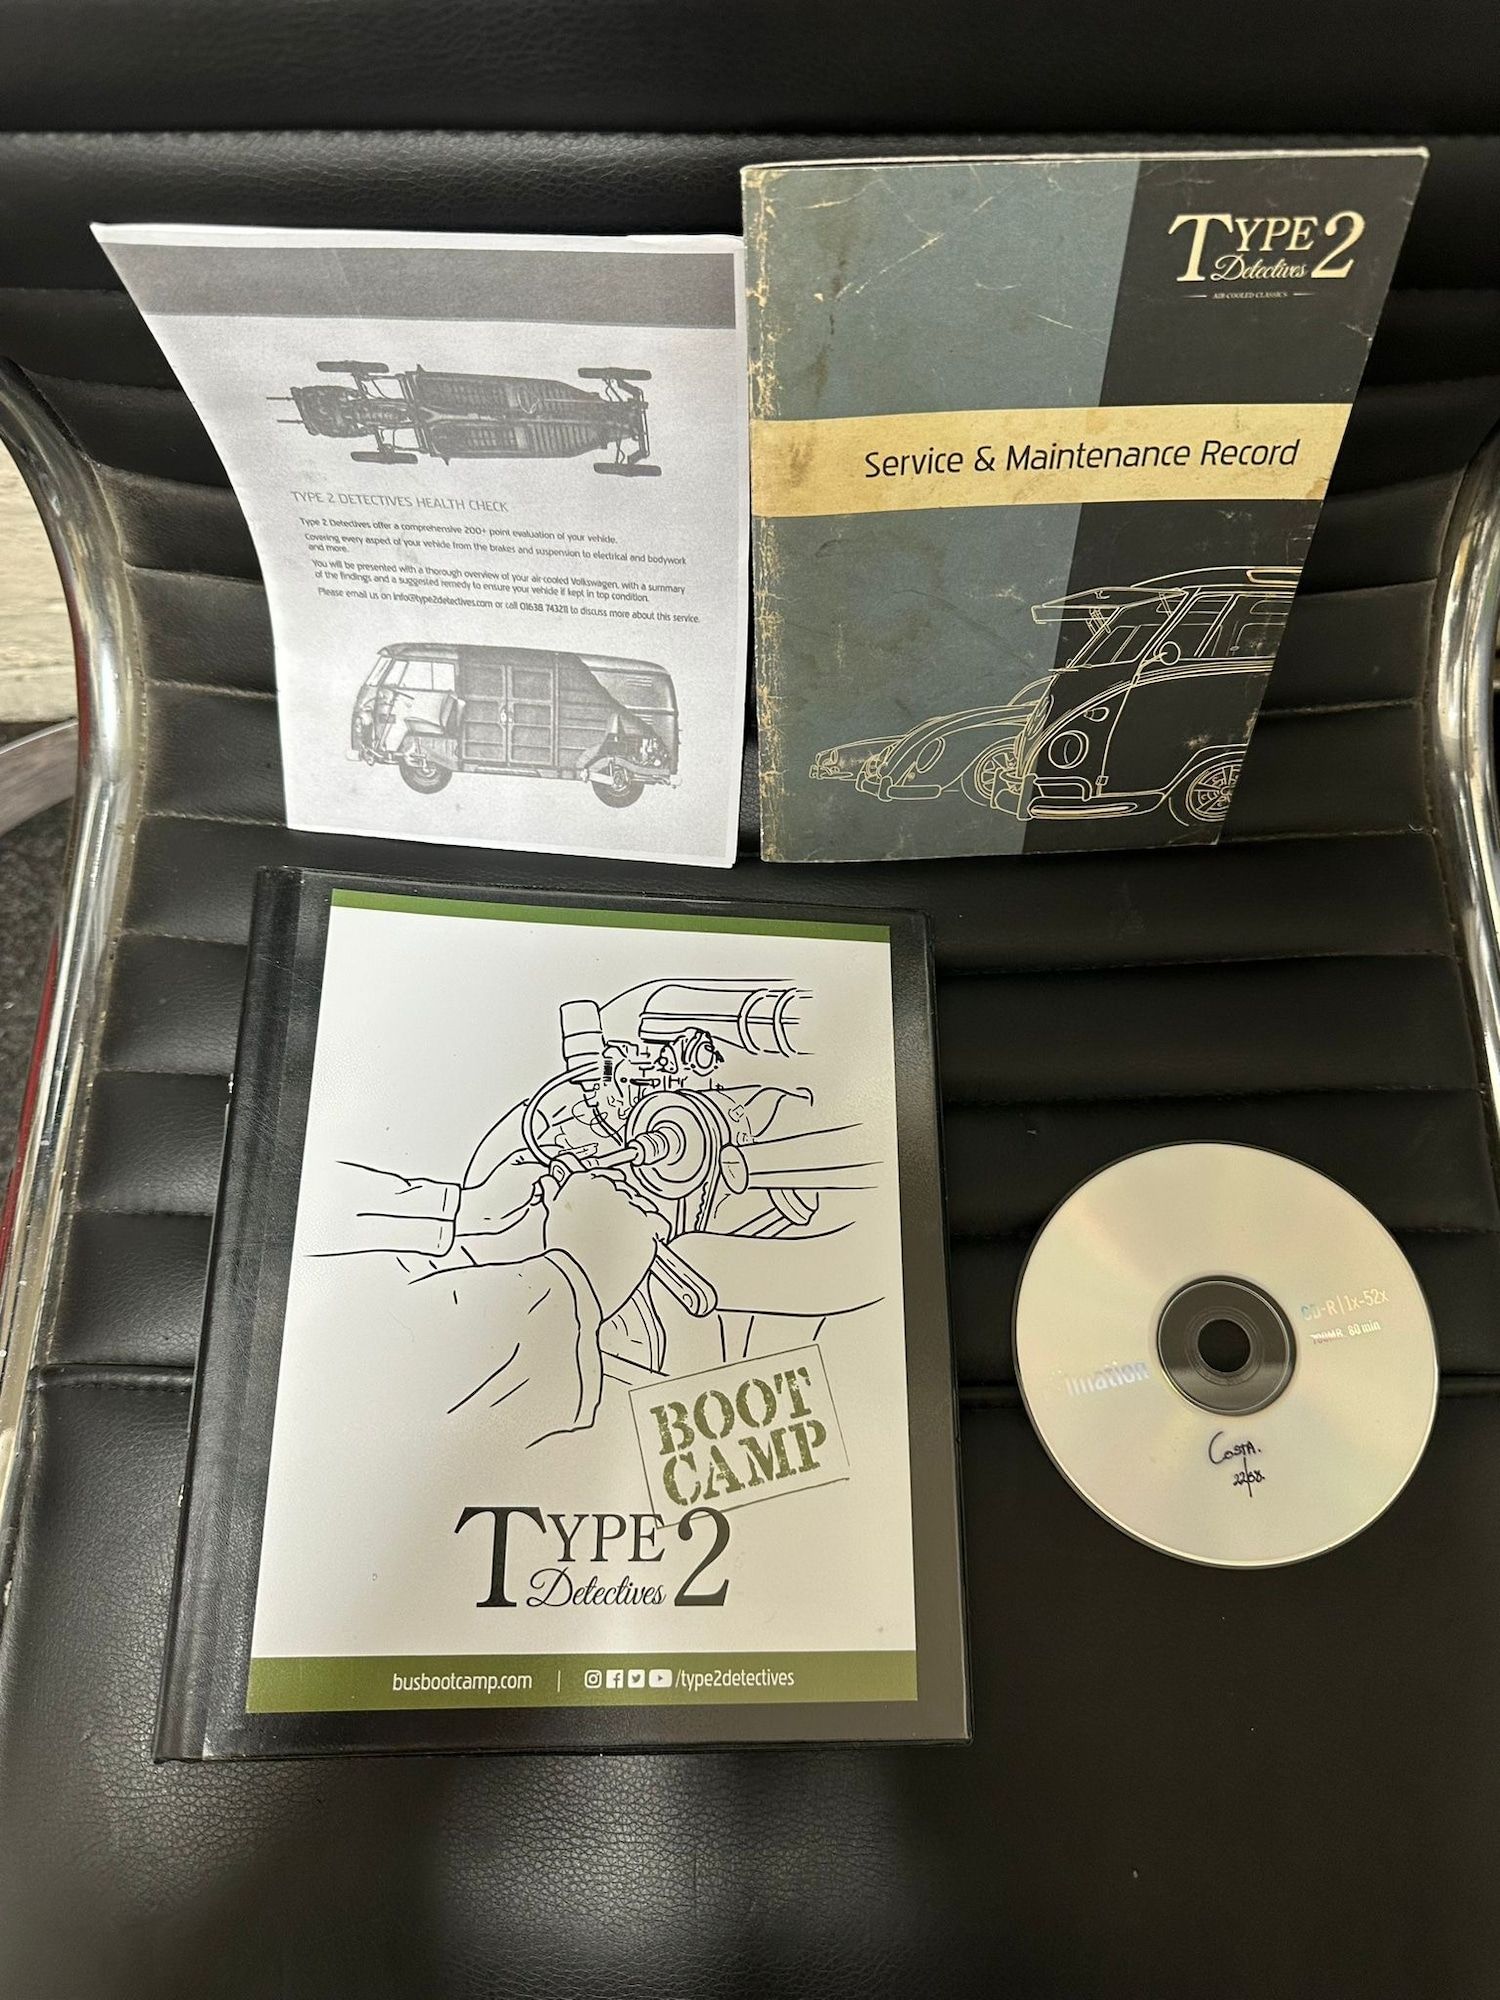 TYPE 2 DETECTIVES HEALTH CHECK
Type 2 Detectives offer a comprehensive 200+ point evaluation of your vehicle.
Covering every aspect of your vehicle from the brakes and suspension to electrical and bodywork
and more.
You will be presented with a thorough overview of your air-cooled Volkswagen, with a summary
of the findings and a suggested remedy to ensure your vehicle if kept in top condition.
Please email us on info@type2detectives.com or call 01638 743211 to discuss more about this service.
TYPE 2
Detectives
AIR COOLED CLASSICS
Service & Maintenance Record
BOOT
CAMP
TYPE 2
Detectives
busbootcamp.com | /type2detectives
CD-R | 1x-52x
700MB 80 min
imation
COSTA.